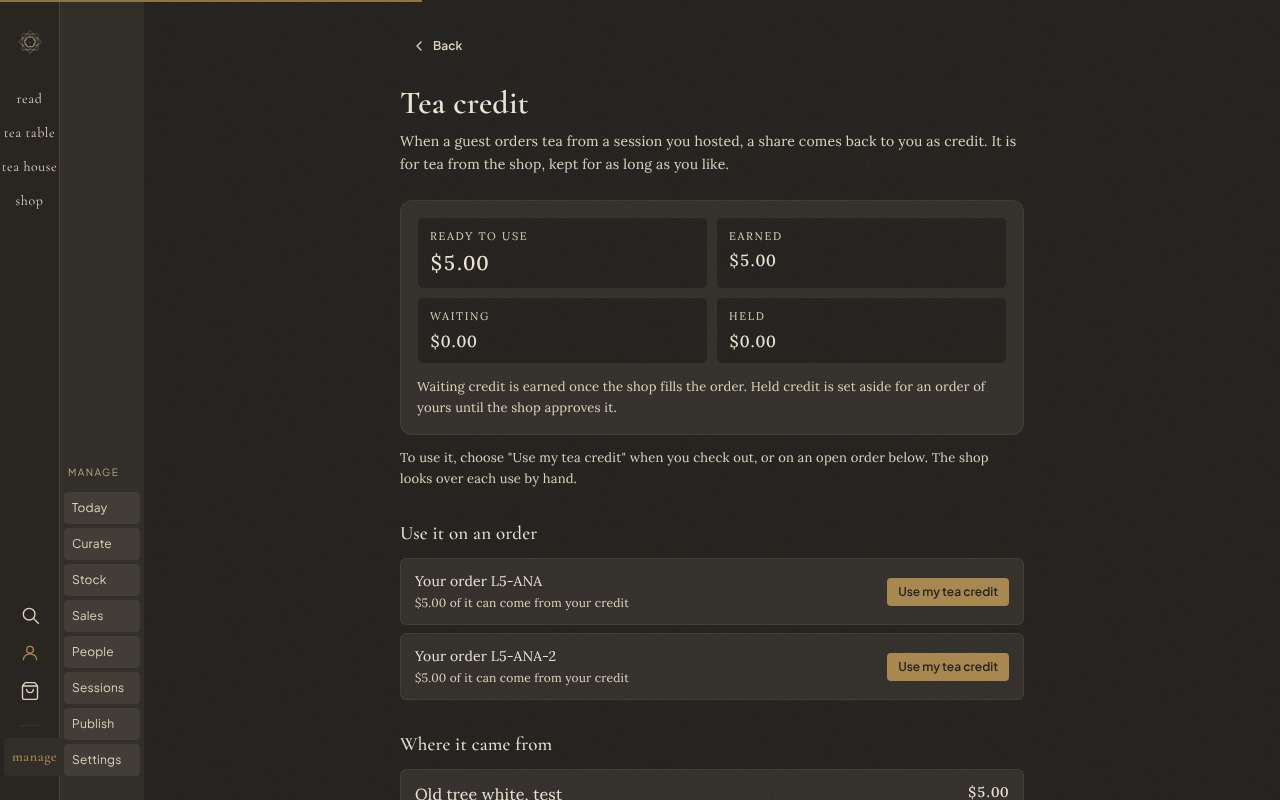 Back
read
tea table
tea house
shop
Tea credit
When a guest orders tea from a session you hosted, a share comes back to you as credit. It is
for tea from the shop, kept for as long as you like.
READY TO USE
$5.00
EARNED
$5.00
WAITING
$0.00
HELD
$0.00
Waiting credit is earned once the shop fills the order. Held credit is set aside for an order of
yours until the shop approves it.
To use it, choose "Use my tea credit" when you check out, or on an open order below. The shop
looks over each use by hand.
MANAGE
Today
Curate
Stock
Sales
People
Sessions
Publish
Settings
manage
Use it on an order
Your order L5-ANA
$5.00 of it can come from your credit
Use my tea credit
Your order L5-ANA-2
$5.00 of it can come from your credit
Use my tea credit
Where it came from
Old tree white, test
$5.00